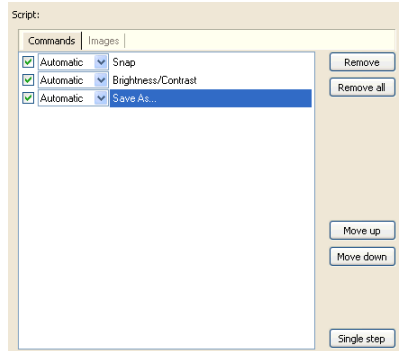 Script:
Commands Images
Automatic Snap Remove
Automatic Brightness/Contrast Remove all
Automatic Save As...
Move up
Move down
Single step